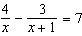 4/x − 3/(x + 1) = 7